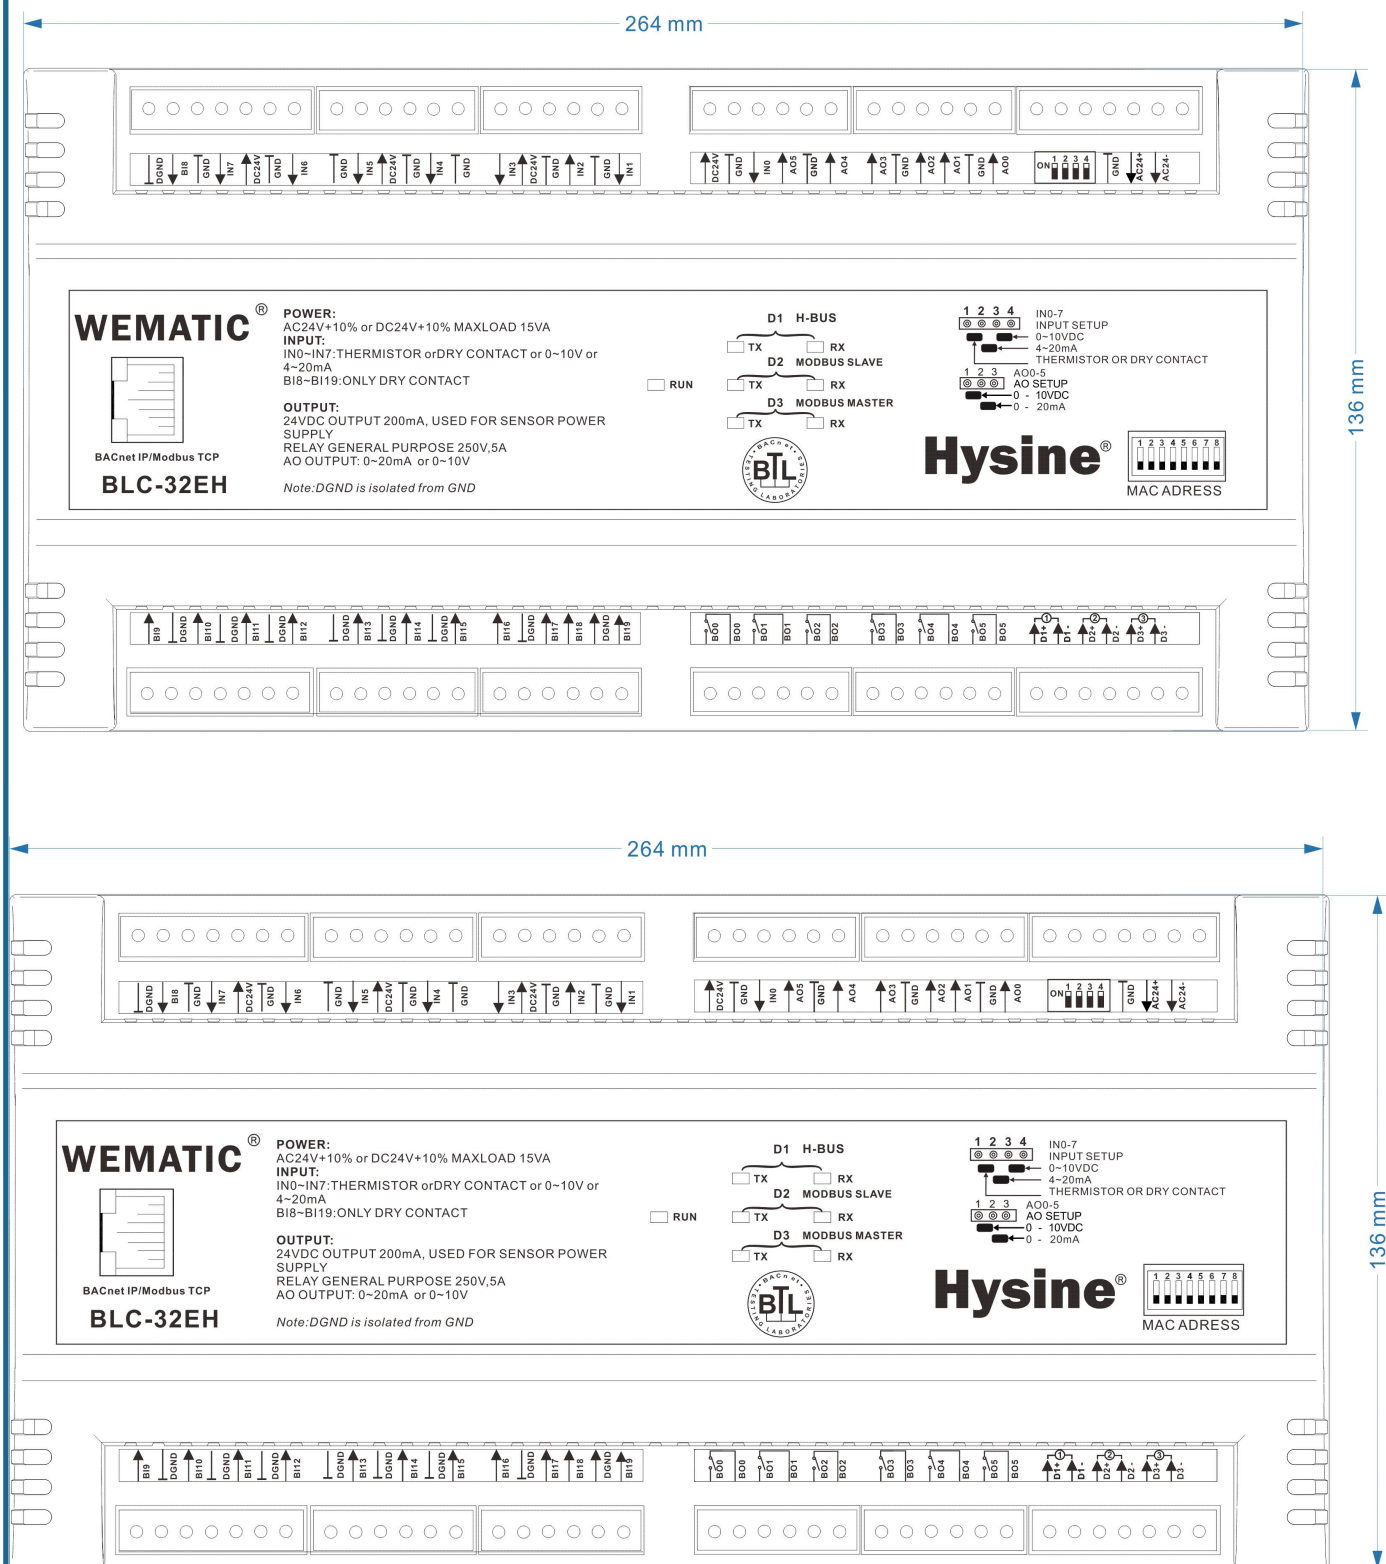 264 mm
DGND BI8 GND IN7 DC24V GND IN6 GND IN5 DC24V GND IN4 GND IN3 DC24V GND IN2 GND IN1
DC24V GND IN0 AO5 GND AO4 AO3 GND AO2 AO1 GND AO0 ON 1 2 3 4 GND AC24+ AC24-
136 mm
WEMATIC®
BACnet IP/Modbus TCP
BLC-32EH
POWER:
AC24V+10% or DC24V+10% MAXLOAD 15VA
INPUT:
IN0~IN7:THERMISTOR orDRY CONTACT or 0~10V or
4~20mA
BI8~BI19:ONLY DRY CONTACT
OUTPUT:
24VDC OUTPUT 200mA, USED FOR SENSOR POWER
SUPPLY
RELAY GENERAL PURPOSE 250V,5A
AO OUTPUT: 0~20mA or 0~10V
Note:DGND is isolated from GND
RUN
D1 H-BUS
TX RX
D2 MODBUS SLAVE
TX RX
D3 MODBUS MASTER
TX RX
BACnet
BTL
TESTING LABORATORIES
1 2 3 4 IN0-7
INPUT SETUP
0~10VDC
4~20mA
THERMISTOR OR DRY CONTACT
1 2 3 AO0-5
AO SETUP
0 - 10VDC
0 - 20mA
Hysine®
1 2 3 4 5 6 7 8
MAC ADRESS
BI9 DGND BI10 DGND BI11 DGND BI12 DGND BI13 DGND BI14 DGND BI15 BI16 DGND BI17 BI18 DGND BI19
BO0 BO0 BO1 BO1 BO2 BO2 BO3 BO3 BO4 BO4 BO5 BO5 1 D1+ D1- 2 D2+ D2- 3 D3+ D3-
264 mm
DGND BI8 GND IN7 DC24V GND IN6 GND IN5 DC24V GND IN4 GND IN3 DC24V GND IN2 GND IN1
DC24V GND IN0 AO5 GND AO4 AO3 GND AO2 AO1 GND AO0 ON 1 2 3 4 GND AC24+ AC24-
136 mm
WEMATIC®
BACnet IP/Modbus TCP
BLC-32EH
POWER:
AC24V+10% or DC24V+10% MAXLOAD 15VA
INPUT:
IN0~IN7:THERMISTOR orDRY CONTACT or 0~10V or
4~20mA
BI8~BI19:ONLY DRY CONTACT
OUTPUT:
24VDC OUTPUT 200mA, USED FOR SENSOR POWER
SUPPLY
RELAY GENERAL PURPOSE 250V,5A
AO OUTPUT: 0~20mA or 0~10V
Note:DGND is isolated from GND
RUN
D1 H-BUS
TX RX
D2 MODBUS SLAVE
TX RX
D3 MODBUS MASTER
TX RX
BACnet
BTL
TESTING LABORATORIES
1 2 3 4 IN0-7
INPUT SETUP
0~10VDC
4~20mA
THERMISTOR OR DRY CONTACT
1 2 3 AO0-5
AO SETUP
0 - 10VDC
0 - 20mA
Hysine®
1 2 3 4 5 6 7 8
MAC ADRESS
BI9 DGND BI10 DGND BI11 DGND BI12 DGND BI13 DGND BI14 DGND BI15 BI16 DGND BI17 BI18 DGND BI19
BO0 BO0 BO1 BO1 BO2 BO2 BO3 BO3 BO4 BO4 BO5 BO5 1 D1+ D1- 2 D2+ D2- 3 D3+ D3-